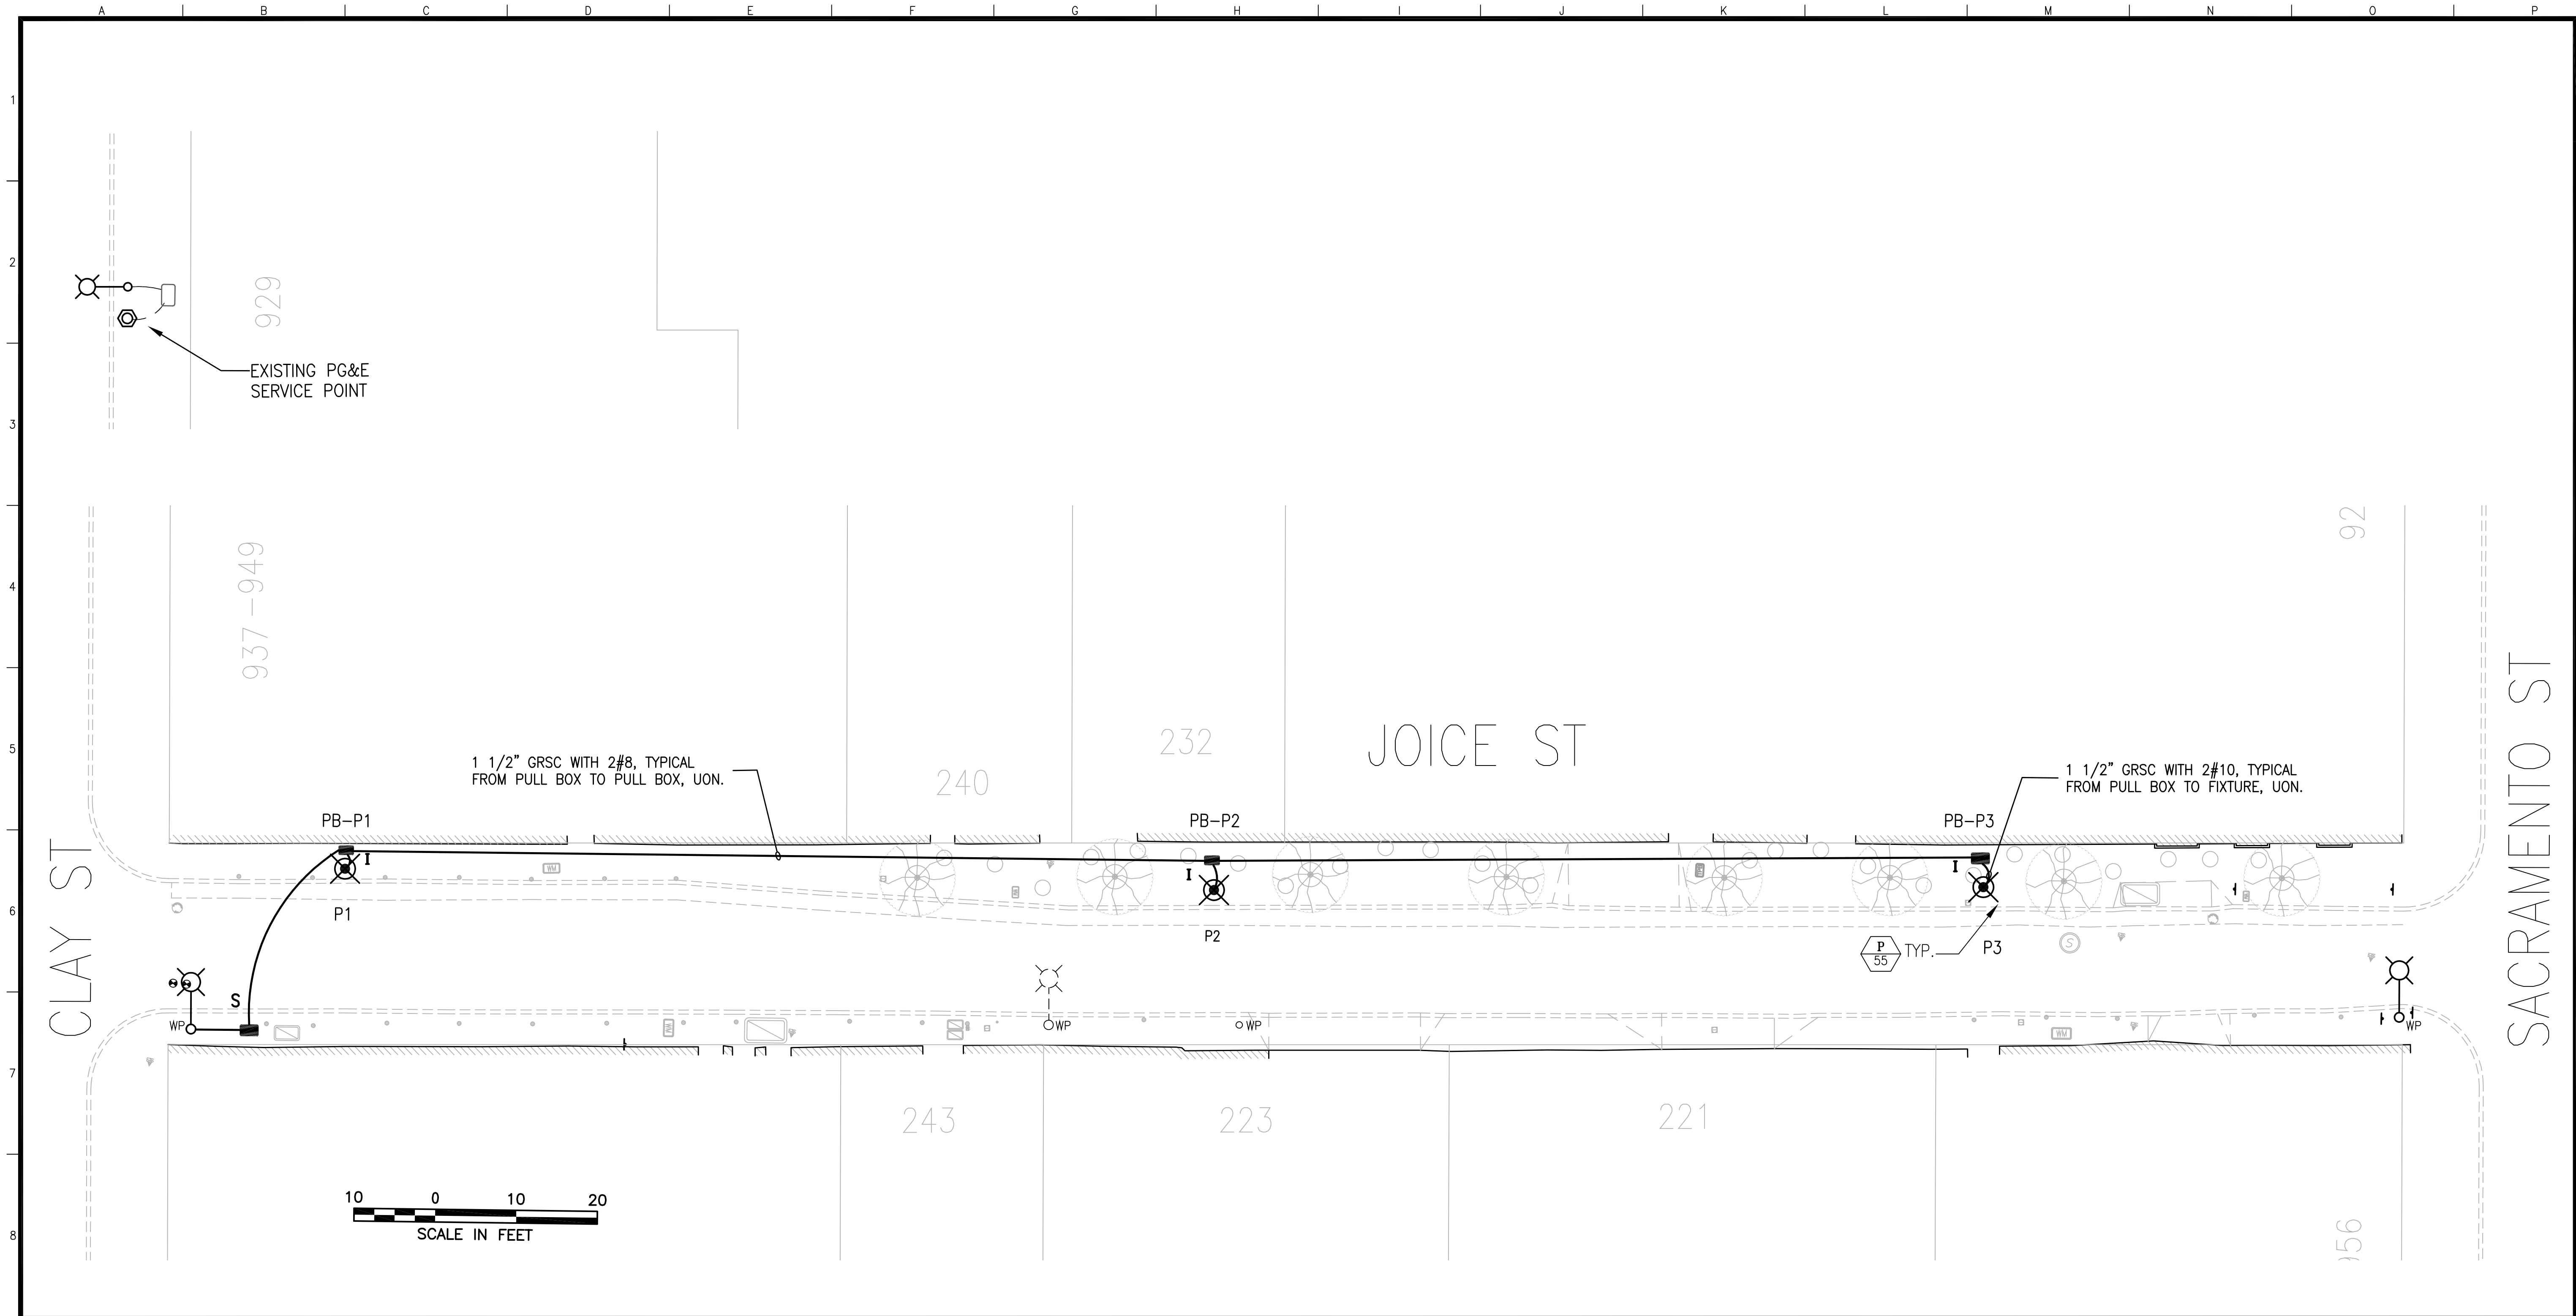 A B C D E F G H I J K L M N O P
1
2
3
4
5
6
7
8
929
EXISTING PG&E
SERVICE POINT
937-949
92
JOICE ST
232
240
1 1/2" GRSC WITH 2#8, TYPICAL
FROM PULL BOX TO PULL BOX, UON.
1 1/2" GRSC WITH 2#10, TYPICAL
FROM PULL BOX TO FIXTURE, UON.
PB-P1
PB-P2
PB-P3
I
I
I
WM
P1
P2
P3
P
55
TYP.
S
CLAY ST
SACRAMENTO ST
S
WP
WP
WP
WP
WM
WM
243
223
221
956
10 0 10 20
SCALE IN FEET